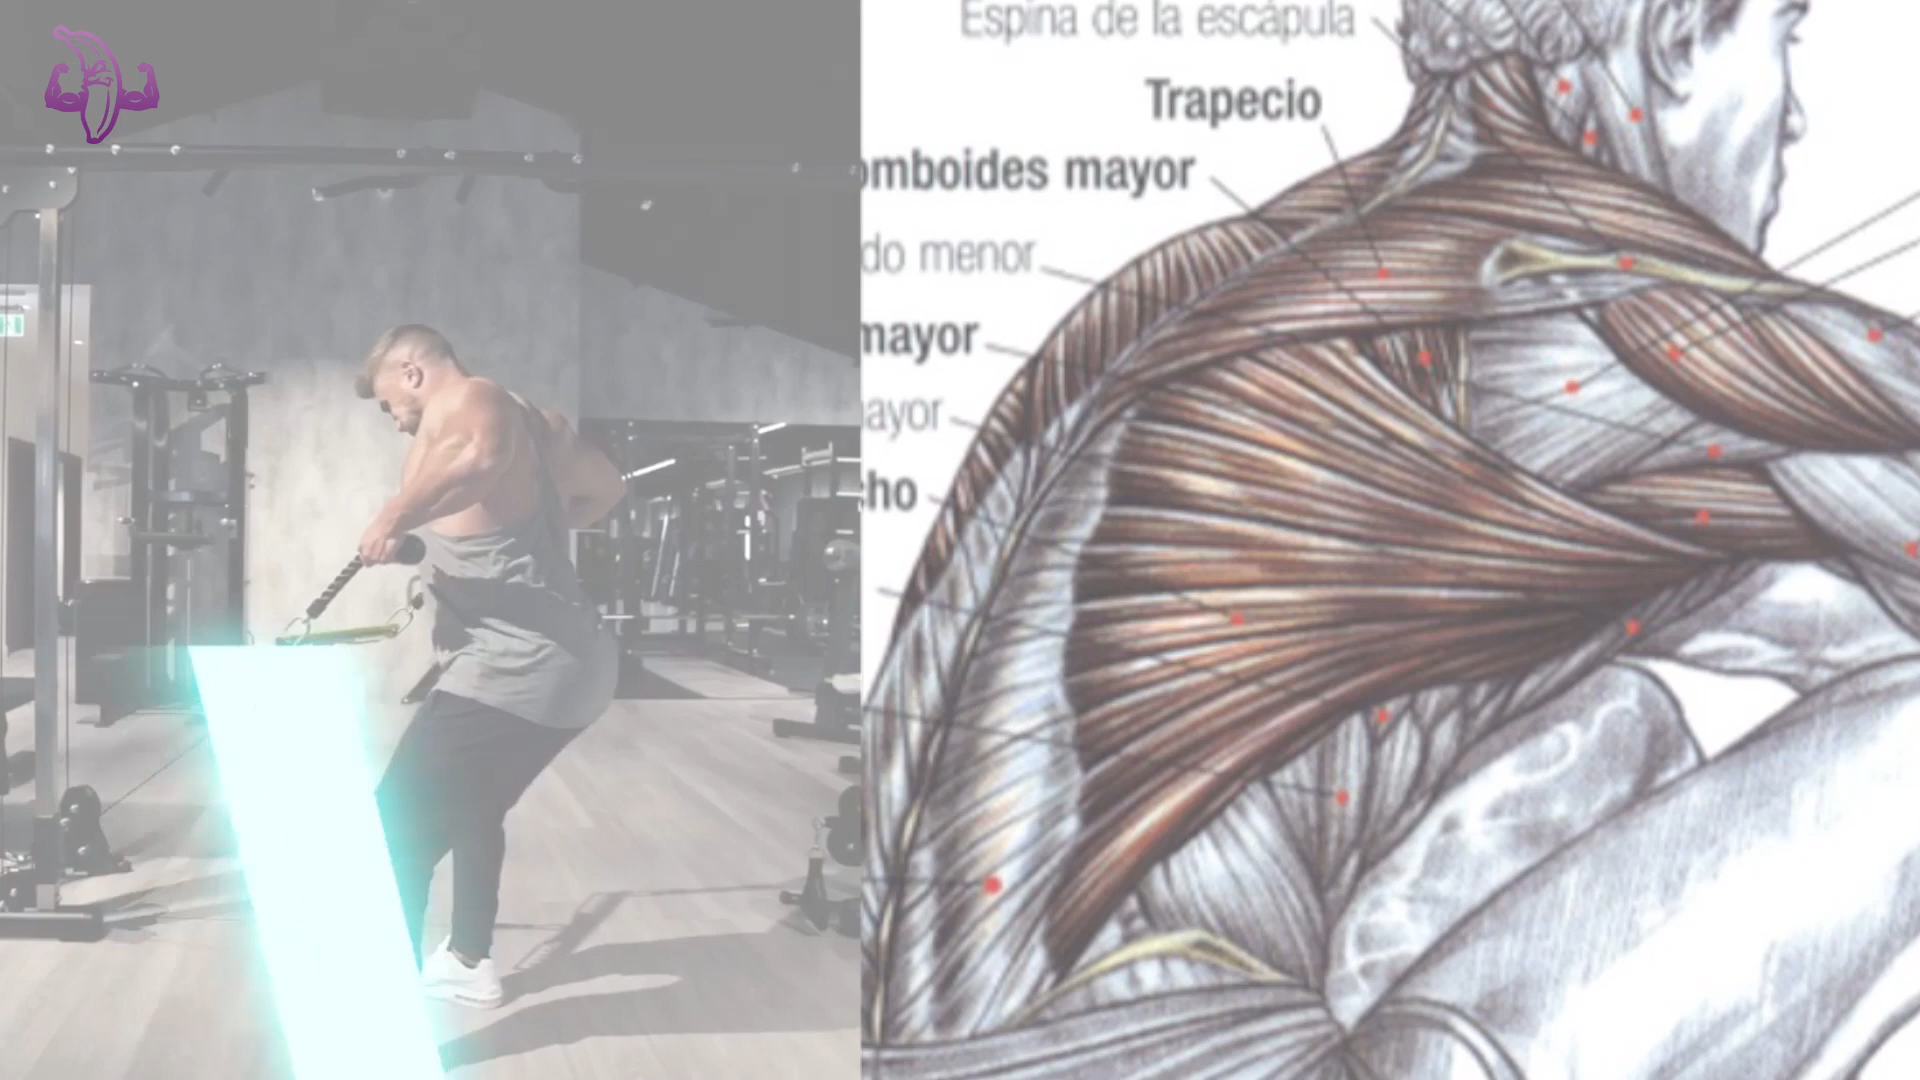 Espina de la escápula
Trapecio
omboides mayor
do menor
mayor
ayor
cho